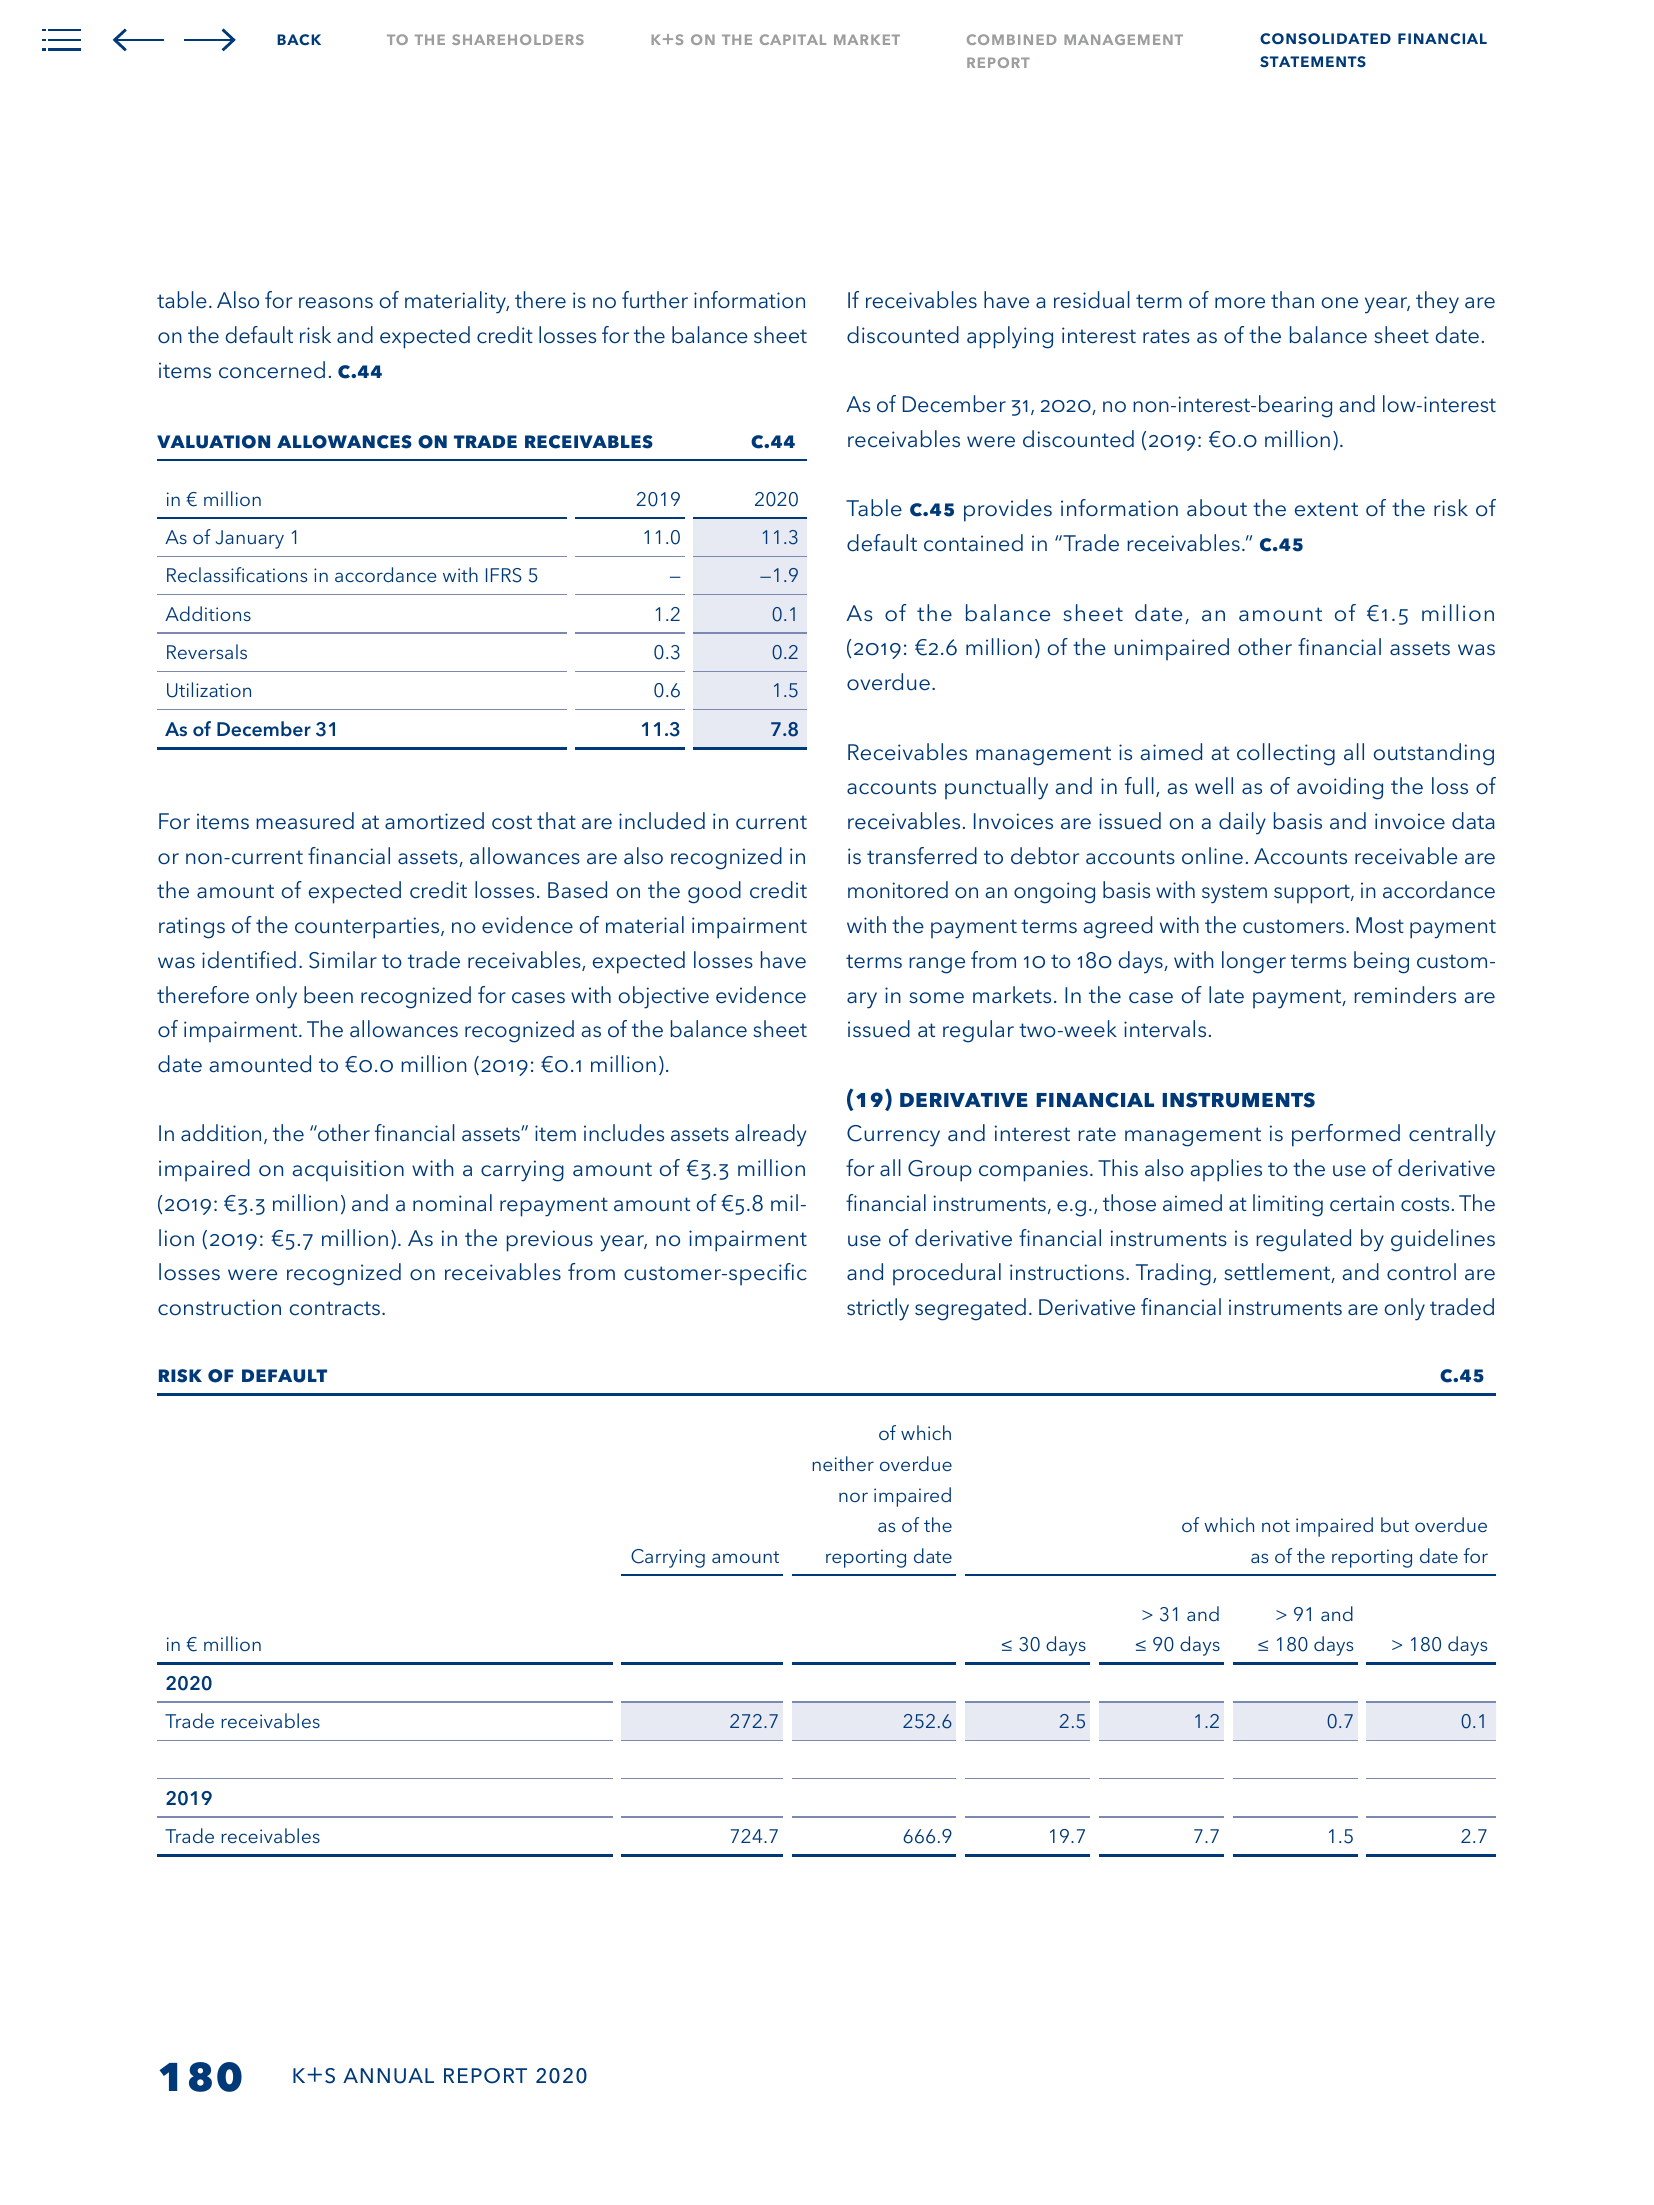 BACK
TO THE SHAREHOLDERS
K+S ON THE CAPITAL MARKET
COMBINED MANAGEMENT
REPORT
CONSOLIDATED FINANCIAL
STATEMENTS
table. Also for reasons of materiality, there is no further information
on the default risk and expected credit losses for the balance sheet
items concerned. C.44
VALUATION ALLOWANCES ON TRADE RECEIVABLES C.44
in € million 2019 2020
As of January 1 11.0 11.3
Reclassifications in accordance with IFRS 5 – –1.9
Additions 1.2 0.1
Reversals 0.3 0.2
Utilization 0.6 1.5
As of December 31 11.3 7.8
For items measured at amortized cost that are included in current
or non-current financial assets, allowances are also recognized in
the amount of expected credit losses. Based on the good credit
ratings of the counterparties, no evidence of material impairment
was identified. Similar to trade receivables, expected losses have
therefore only been recognized for cases with objective evidence
of impairment. The allowances recognized as of the balance sheet
date amounted to €0.0 million (2019: €0.1 million).
In addition, the “other financial assets” item includes assets already
impaired on acquisition with a carrying amount of €3.3 million
(2019: €3.3 million) and a nominal repayment amount of €5.8 mil-
lion (2019: €5.7 million). As in the previous year, no impairment
losses were recognized on receivables from customer-specific
construction contracts.
If receivables have a residual term of more than one year, they are
discounted applying interest rates as of the balance sheet date.
As of December 31, 2020, no non-interest-bearing and low-interest
receivables were discounted (2019: €0.0 million).
Table C.45 provides information about the extent of the risk of
default contained in “Trade receivables.” C.45
As of the balance sheet date, an amount of €1.5 million
(2019: €2.6 million) of the unimpaired other financial assets was
overdue.
Receivables management is aimed at collecting all outstanding
accounts punctually and in full, as well as of avoiding the loss of
receivables. Invoices are issued on a daily basis and invoice data
is transferred to debtor accounts online. Accounts receivable are
monitored on an ongoing basis with system support, in accordance
with the payment terms agreed with the customers. Most payment
terms range from 10 to 180 days, with longer terms being custom-
ary in some markets. In the case of late payment, reminders are
issued at regular two-week intervals.
(19) DERIVATIVE FINANCIAL INSTRUMENTS
Currency and interest rate management is performed centrally
for all Group companies. This also applies to the use of derivative
financial instruments, e.g., those aimed at limiting certain costs. The
use of derivative financial instruments is regulated by guidelines
and procedural instructions. Trading, settlement, and control are
strictly segregated. Derivative financial instruments are only traded
RISK OF DEFAULT C.45
of which
neither overdue
nor impaired
as of the of which not impaired but overdue
Carrying amount reporting date as of the reporting date for
> 31 and > 91 and
in € million ≤ 30 days ≤ 90 days ≤ 180 days > 180 days
2020
Trade receivables 272.7 252.6 2.5 1.2 0.7 0.1
2019
Trade receivables 724.7 666.9 19.7 7.7 1.5 2.7
180 K+S ANNUAL REPORT 2020